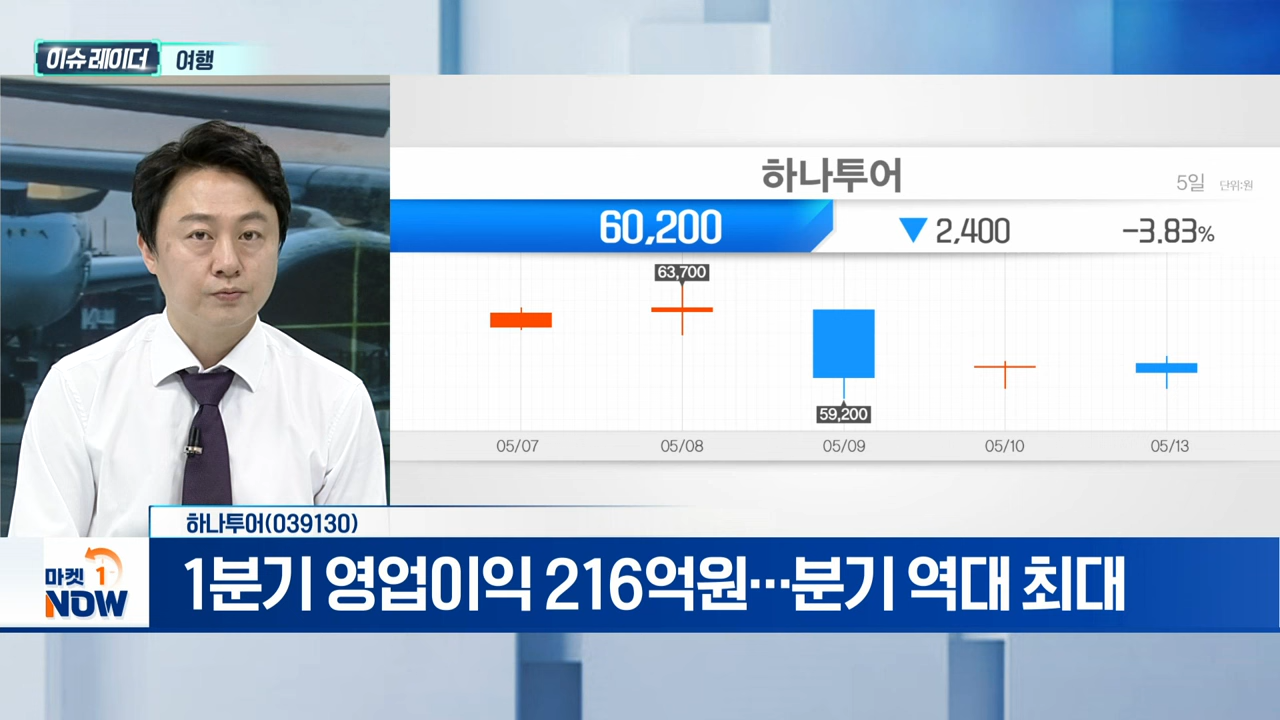 이슈레이더 여행
하나투어
5일 단위:원
60,200 ▼ 2,400 -3.83%
63,700
59,200
05/07 05/08 05/09 05/10 05/13
하나투어(039130)
마켓 1
NOW
1분기 영업이익 216억원…분기 역대 최대